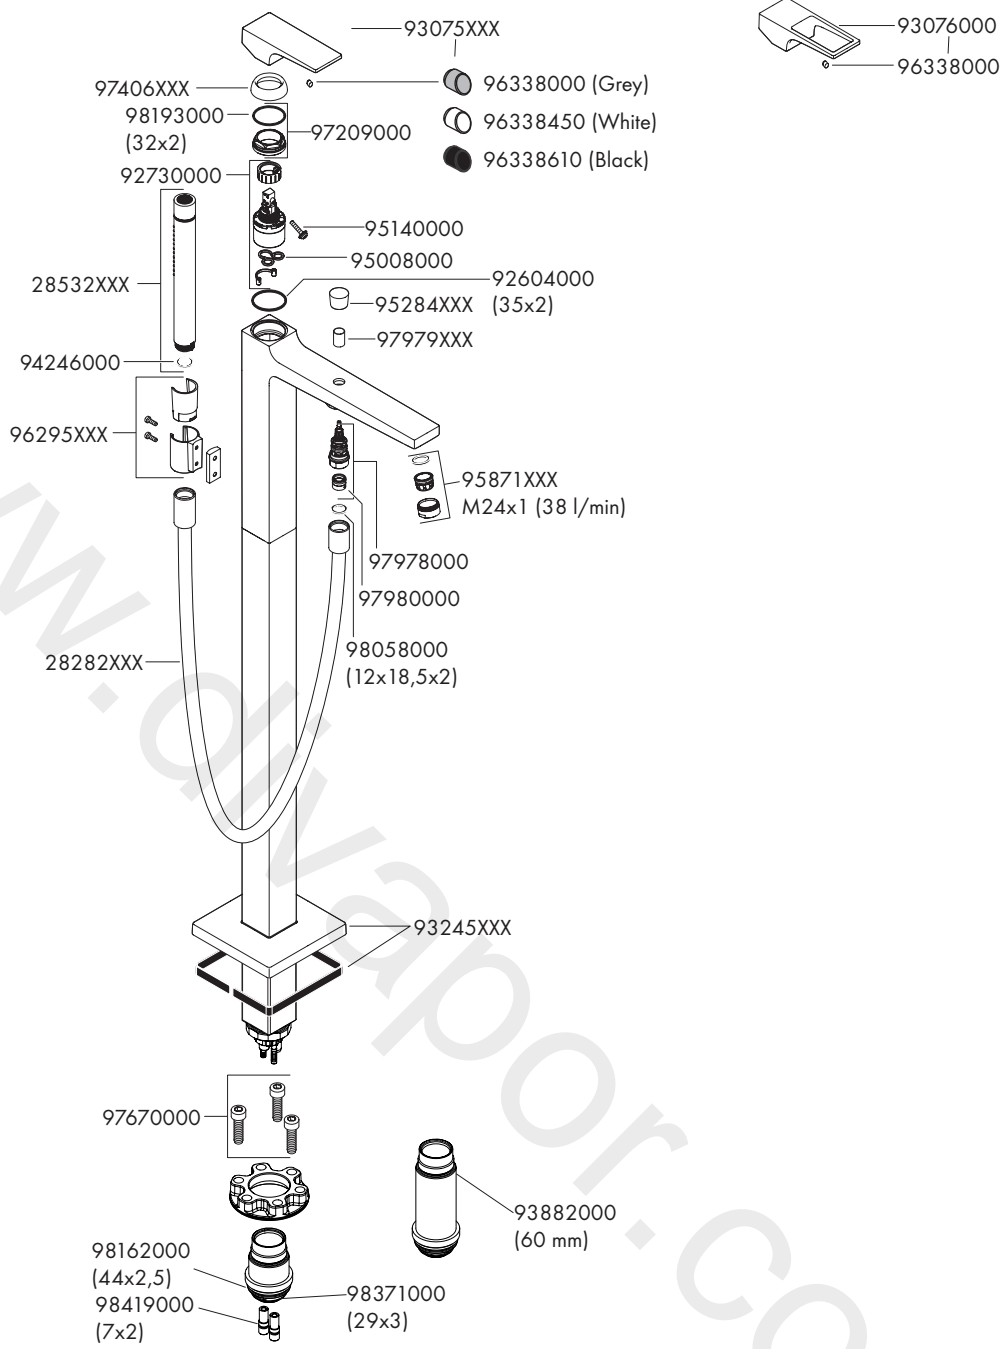 93075XXX
93076000
96338000
97406XXX
96338000 (Grey)
98193000
(32x2)
97209000
96338450 (White)
96338610 (Black)
92730000
95140000
95008000
28532XXX
92604000
(35x2)
95284XXX
97979XXX
94246000
96295XXX
95871XXX
M24x1 (38 l/min)
97978000
97980000
98058000
(12x18,5x2)
28282XXX
93245XXX
97670000
93882000
(60 mm)
98162000
(44x2,5)
98371000
(29x3)
98419000
(7x2)
w.divapor.co